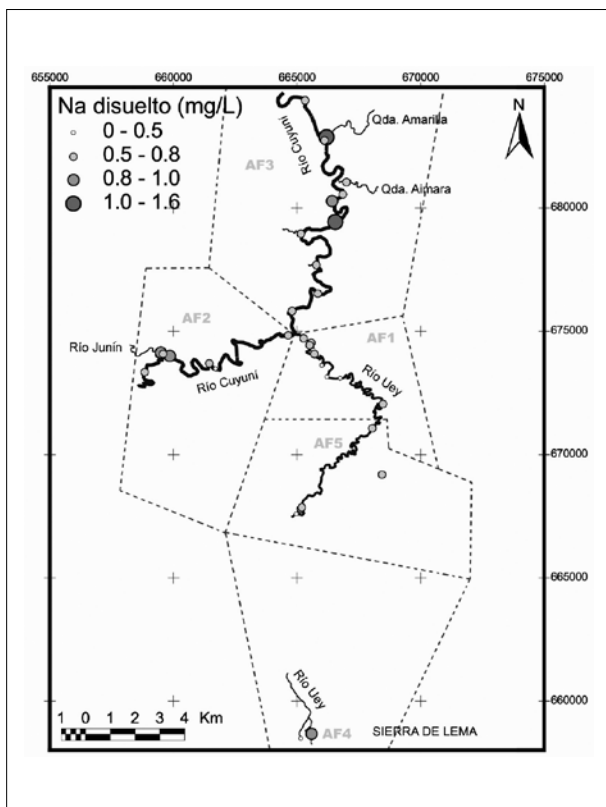 655000 660000 665000 670000 675000
Na disuelto (mg/L)
0 - 0.5
0.5 - 0.8
0.8 - 1.0
1.0 - 1.6
N
Qda. Amarilla
Río Cuyuní
AF3
Qda. Aimara
680000
AF2
675000
AF1
Río Junín
Río Cuyuní
Río Uey
AF5
670000
665000
Río Uey
660000
1 0 1 2 3 4 Km
AF4
SIERRA DE LEMA